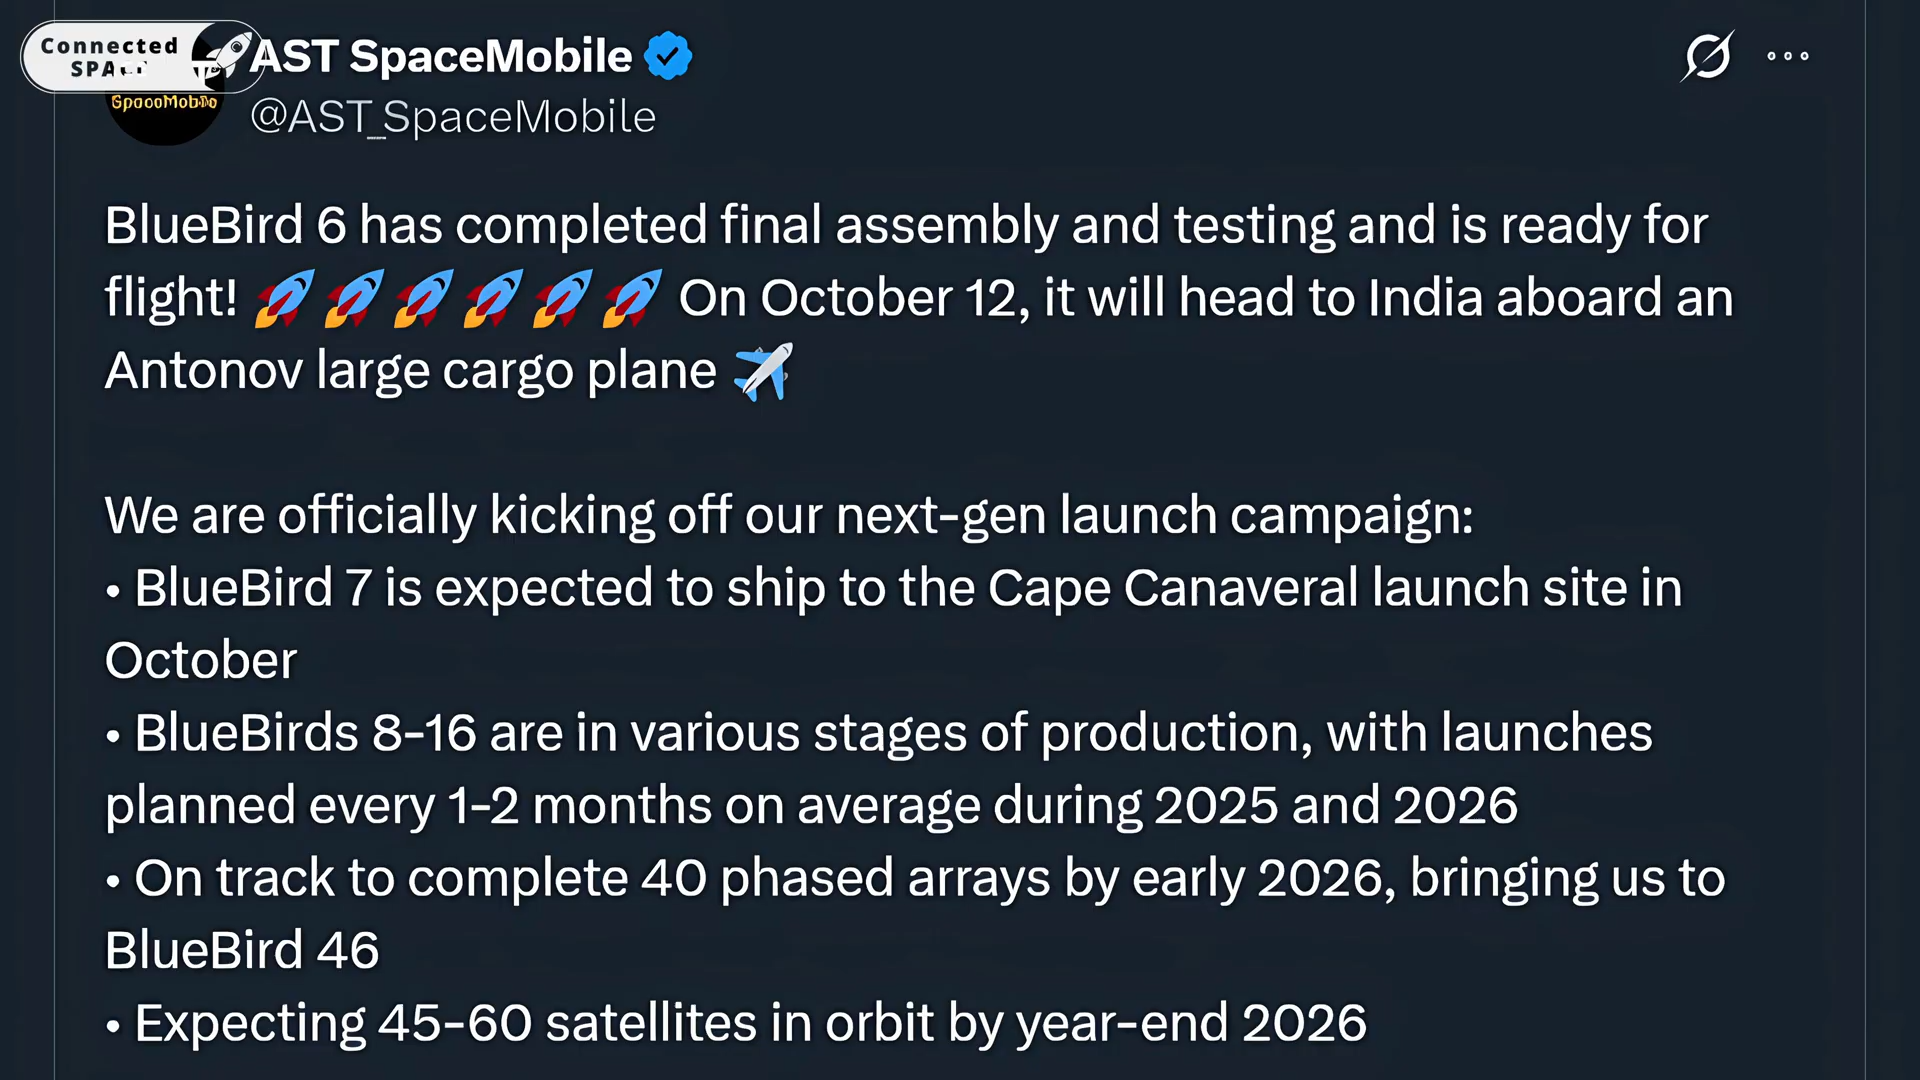 Connected
SPACE
AST SpaceMobile
SpaceMobile
@AST_SpaceMobile
BlueBird 6 has completed final assembly and testing and is ready for
flight! 🚀🚀🚀🚀🚀🚀 On October 12, it will head to India aboard an
Antonov large cargo plane ✈️
We are officially kicking off our next-gen launch campaign:
• BlueBird 7 is expected to ship to the Cape Canaveral launch site in
October
• BlueBirds 8-16 are in various stages of production, with launches
planned every 1-2 months on average during 2025 and 2026
• On track to complete 40 phased arrays by early 2026, bringing us to
BlueBird 46
• Expecting 45-60 satellites in orbit by year-end 2026